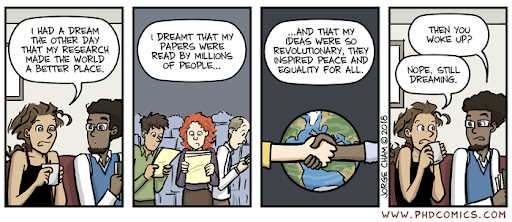 I HAD A DREAM
THE OTHER DAY
THAT MY RESEARCH
MADE THE WORLD
A BETTER PLACE.
I DREAMT THAT MY
PAPERS WERE
READ BY MILLIONS
OF PEOPLE...
...AND THAT MY
IDEAS WERE SO
REVOLUTIONARY, THEY
INSPIRED PEACE AND
EQUALITY FOR ALL.
JORGE CHAM © 2018
THEN YOU
WOKE UP?
NOPE, STILL
DREAMING.
WWW.PHDCOMICS.COM